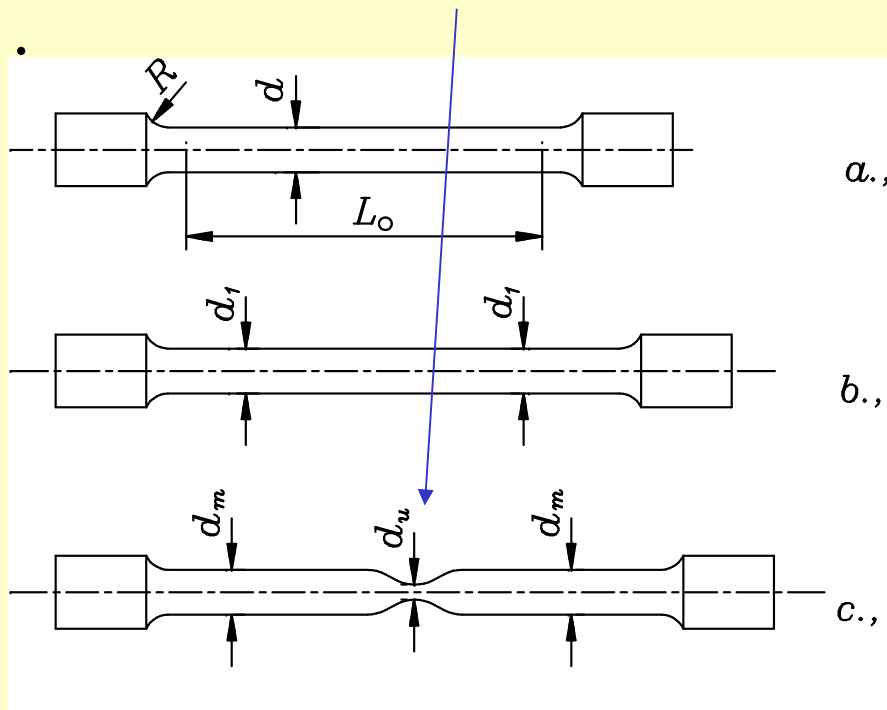 R d
a.,
L₀
d₁ d₁
b.,
dₘ dᵤ dₘ
c.,